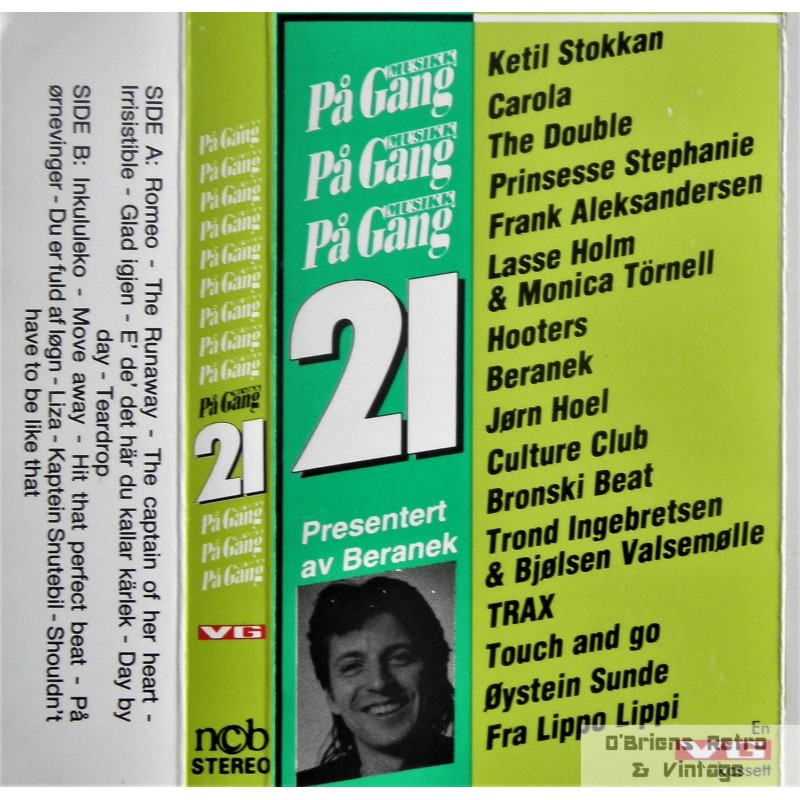 SIDE A: Romeo - The Runaway - The captain of her heart -
Irrisistible - Glad igjen - E' de' det här du kallar kärlek - Day by
day - Teardrop
SIDE B: Inkululeko - Move away - Hit that perfect beat - På
ørnevinger - Du er fuld af løgn - Liza - Kaptein Snutebil - Shouldn't
have to be like that
På Gang
På Gang
På Gang
På Gang
På Gang
På Gang
På Gang
På Gang
På Gang
MUSIKK
På Gang
21
På Gang
På Gang
På Gang
VG
ncb
STEREO
MUSIKK
På Gang
MUSIKK
På Gang
MUSIKK
På Gang
21
Presentert
av Beranek
Ketil Stokkan
Carola
The Double
Prinsesse Stephanie
Frank Aleksandersen
Lasse Holm
& Monica Törnell
Hooters
Beranek
Jørn Hoel
Culture Club
Bronski Beat
Trond Ingebretsen
& Bjølsen Valsemølle
TRAX
Touch and go
Øystein Sunde
Fra Lippo Lippi
En
VG
kassett
O'Briens Retro
& Vintage